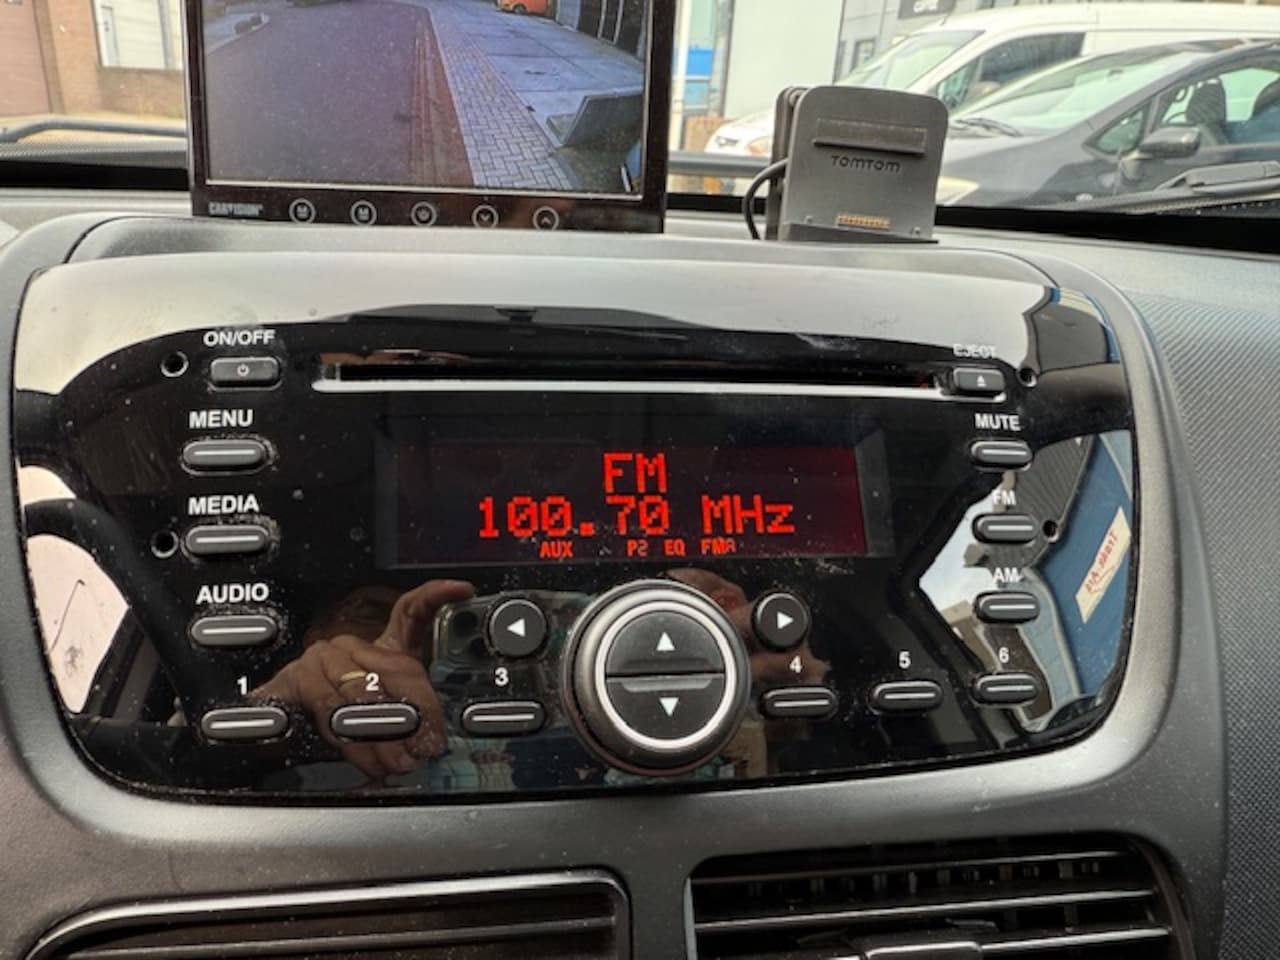 CARVISION
M
TOMTOM
ON/OFF
EJECT
MENU
MUTE
FM
100.70 MHz
AUX P2 EQ FMA
MEDIA
FM
AUDIO
AM
1
2
3
4
5
6